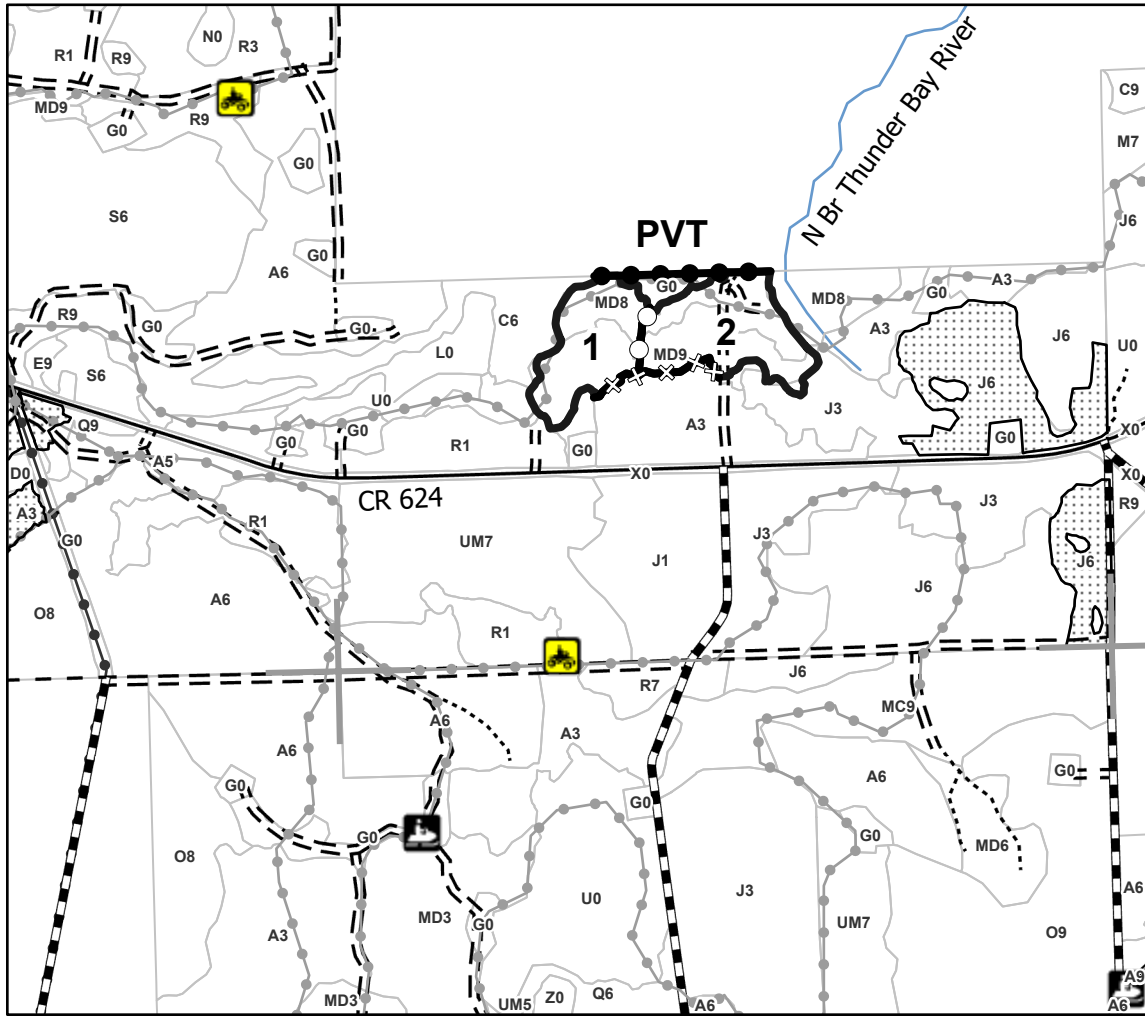 N0
R3
R1
R9
MD9
G0
R9
C9
M7
G0
S6
N Br Thunder Bay River
J6
PVT
G0
A6
A3
MD8
G0
MD8
G0
R9
G0
G0
C6
A3
J6
U0
L0
1
2
MD9
E9
S6
J6
U0
J3
Q9
G0
G0
R1
A3
G0
G0
X0
A5
D0
X0
X0
CR 624
A3
R1
J3
R9
G0
UM7
J3
J1
J6
J6
A6
O8
R1
R7
J6
MC9
A6
A6
A3
A6
G0
G0
G0
G0
G0
MD6
O8
J3
A6
MD3
U0
UM7
A3
G0
O9
A9
MD3
UM5
Z0
Q6
A6
A6